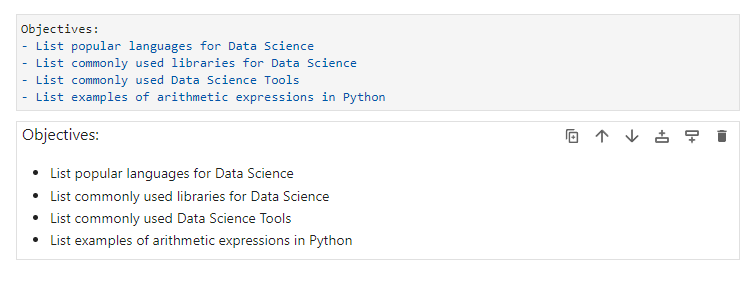 Objectives:
- List popular languages for Data Science
- List commonly used libraries for Data Science
- List commonly used Data Science Tools
- List examples of arithmetic expressions in Python
Objectives:
• List popular languages for Data Science
• List commonly used libraries for Data Science
• List commonly used Data Science Tools
• List examples of arithmetic expressions in Python